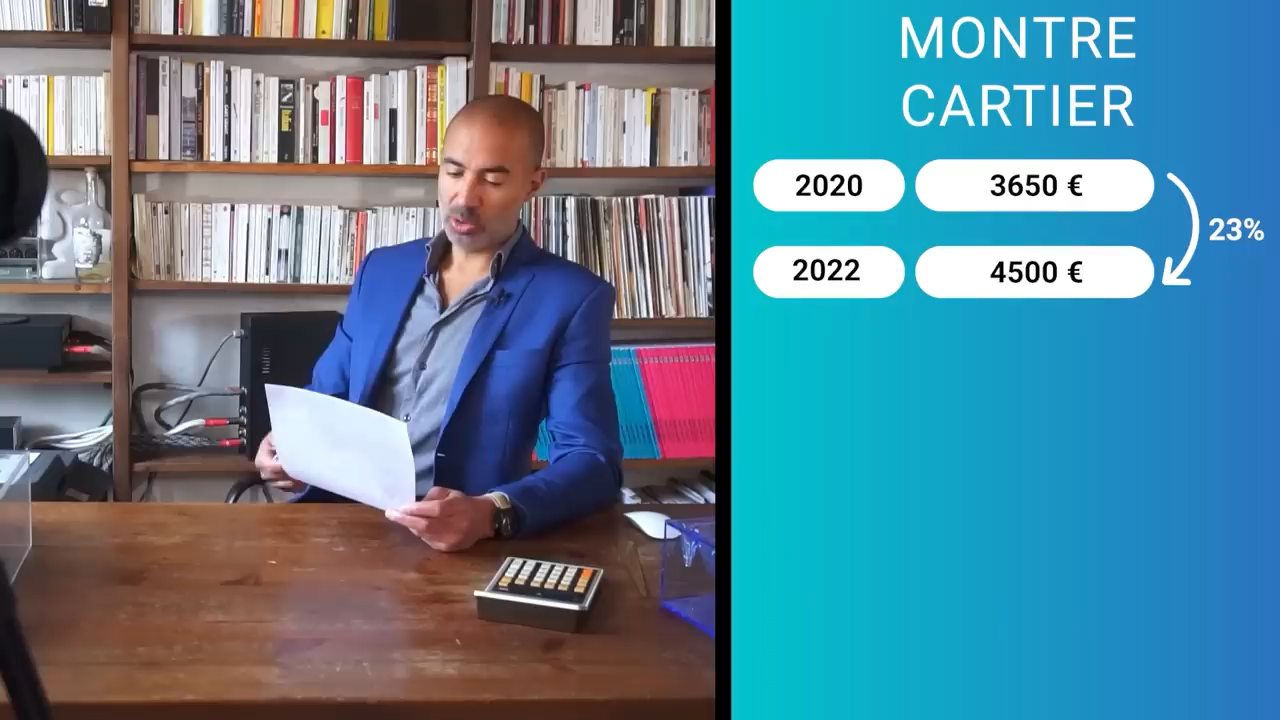 MONTRE
CARTIER
2020 3650 €
23%
2022 4500 €